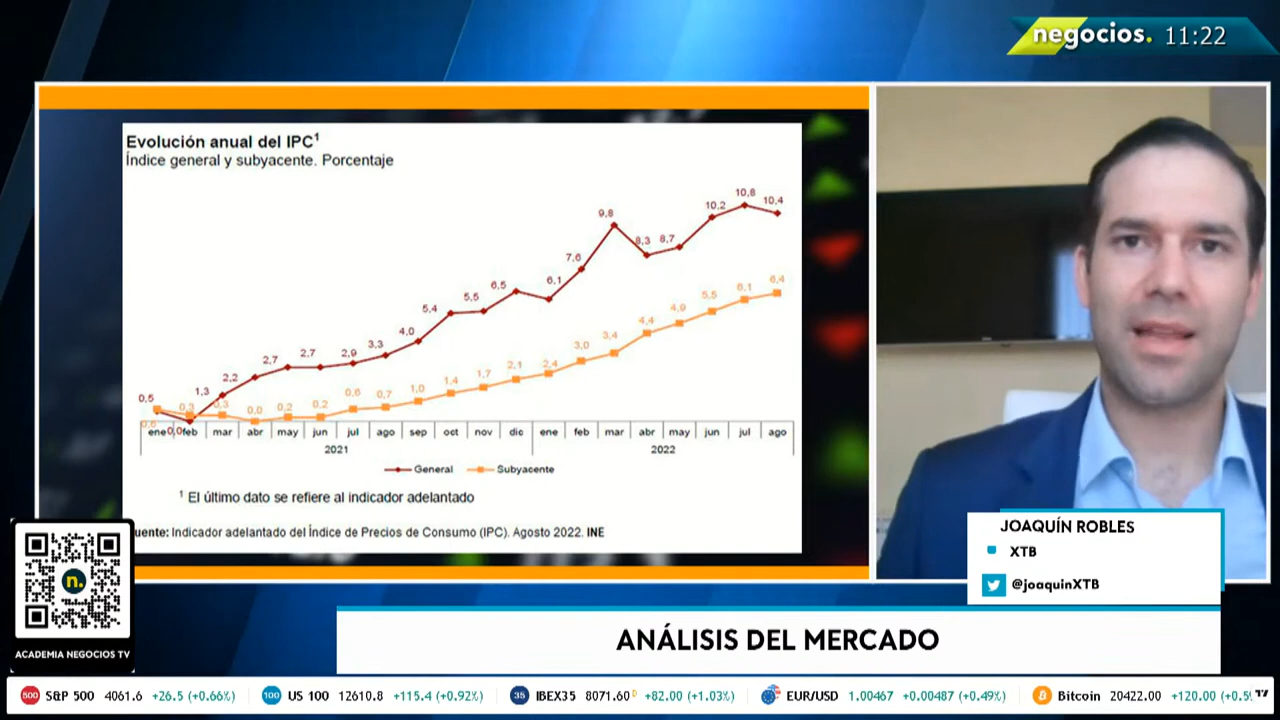 negocios. 11:22
Evolución anual del IPC¹
Índice general y subyacente. Porcentaje
0,5 0,0 1,3 2,2 2,7 2,7 2,9 3,3 4,0 5,4 5,5 6,5 6,1 7,6 9,8 8,3 8,7 10,2 10,8 10,4
0,6 0,3 0,3 0,0 0,2 0,2 0,6 0,7 1,0 1,4 1,7 2,1 2,4 3,0 3,4 4,4 4,9 5,5 6,1 6,4
ene feb mar abr may jun jul ago sep oct nov dic ene feb mar abr may jun jul ago
2021 2022
General Subyacente
¹ El último dato se refiere al indicador adelantado
uente: Indicador adelantado del Índice de Precios de Consumo (IPC). Agosto 2022. INE
JOAQUÍN ROBLES
XTB
@joaquinXTB
n.
ACADEMIA NEGOCIOS TV
ANÁLISIS DEL MERCADO
500 S&P 500 4061.6 +26.5 (+0.66%) 100 US 100 12610.8 +115.4 (+0.92%) 35 IBEX35 8071.60 D +82.00 (+1.03%) EUR/USD 1.00467 +0.00487 (+0.49%) Bitcoin 20422.00 +120.00 (+0.5